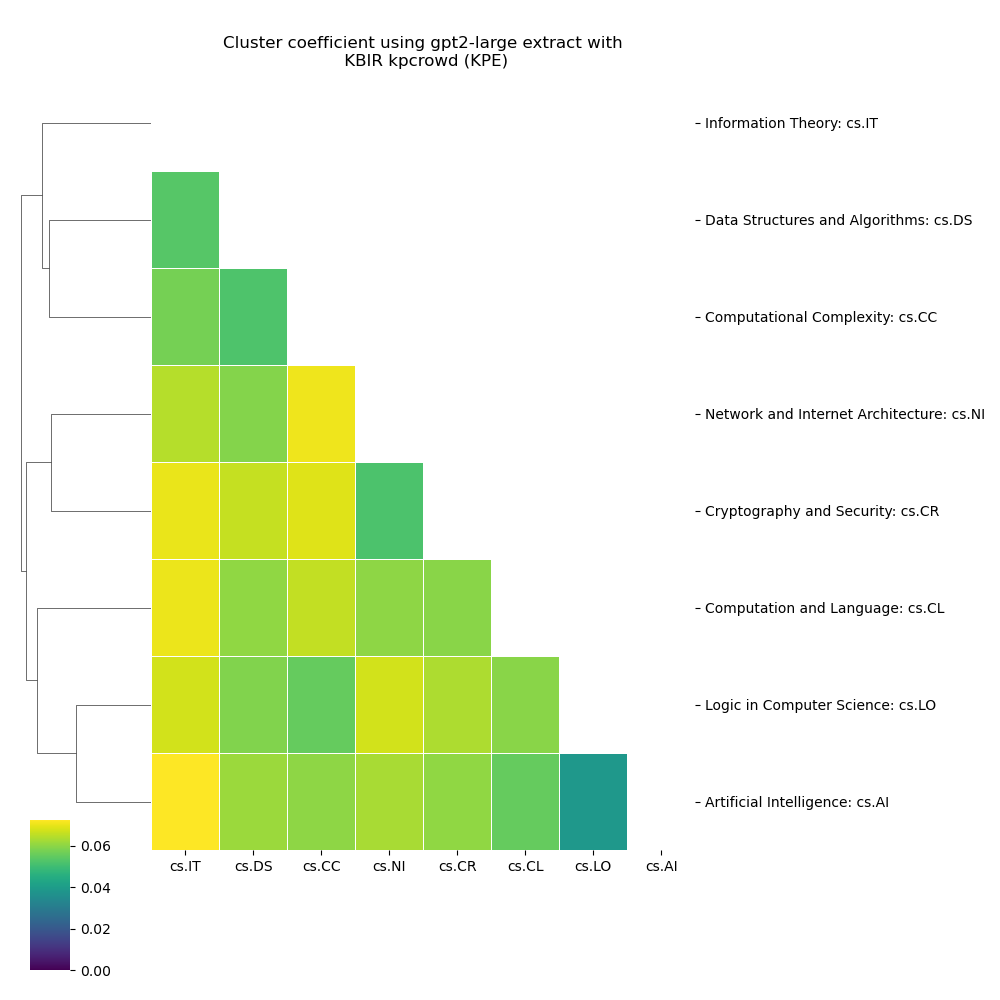 Cluster coefficient using gpt2-large extract with
KBIR kpcrowd (KPE)
Information Theory: cs.IT
Data Structures and Algorithms: cs.DS
Computational Complexity: cs.CC
Network and Internet Architecture: cs.NI
Cryptography and Security: cs.CR
Computation and Language: cs.CL
Logic in Computer Science: cs.LO
Artificial Intelligence: cs.AI
cs.IT cs.DS cs.CC cs.NI cs.CR cs.CL cs.LO cs.AI
0.06
0.04
0.02
0.00